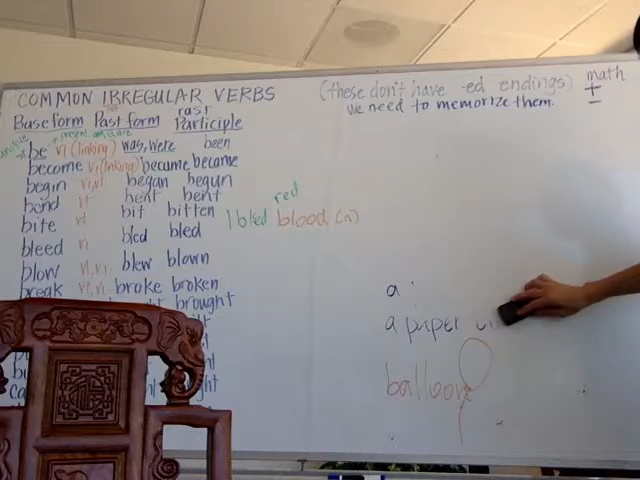 COMMON IRREGULAR VERBS
(these don't have -ed endings)
we need to memorize them.
math
+
-
Base form Past form Participle
be vi (linking) was, were been
become vi (linking) became became
begin vi, vt began begun
bend vt bent bent
bite vt bit bitten
bleed vi bled bled
I bled red blood (n)
blow vt, vi blew blown
break vt, vi broke broken
brought
a
a paper
balloon